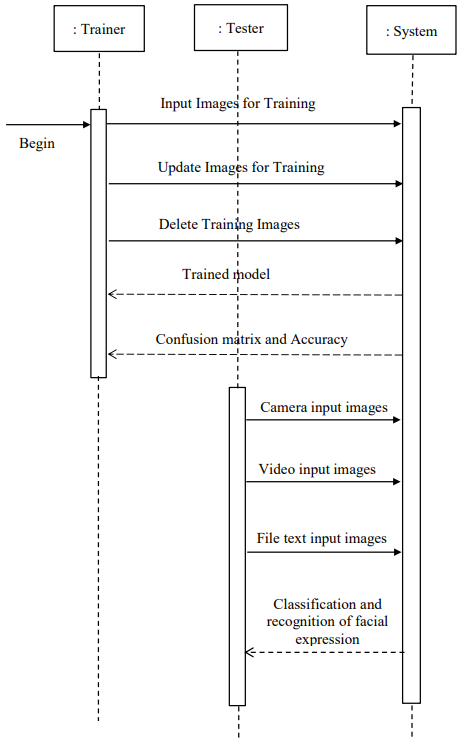 : Trainer
: Tester
: System
Input Images for Training
Begin
Update Images for Training
Delete Training Images
Trained model
Confusion matrix and Accuracy
Camera input images
Video input images
File text input images
Classification and
recognition of facial
expression